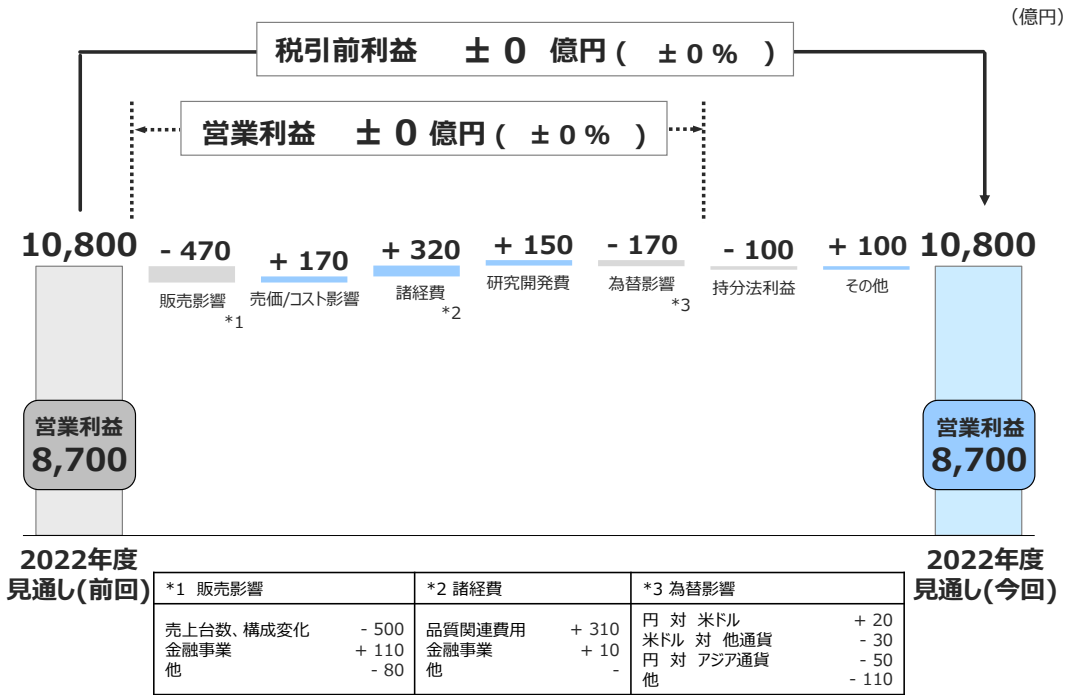 (億円)
税引前利益 ± 0 億円 ( ± 0 % )
営業利益 ± 0 億円 ( ± 0 % )
10,800
- 470
販売影響
*1
+ 170
売価/コスト影響
+ 320
諸経費
*2
+ 150
研究開発費
- 170
為替影響
*3
- 100
持分法利益
+ 100
その他
10,800
営業利益
8,700
営業利益
8,700
2022年度
見通し(前回)
2022年度
見通し(今回)
*1 販売影響
売上台数、構成変化 - 500
金融事業 + 110
他 - 80
*2 諸経費
品質関連費用 + 310
金融事業 + 10
他 -
*3 為替影響
円 対 米ドル + 20
米ドル 対 他通貨 - 30
円 対 アジア通貨 - 50
他 - 110